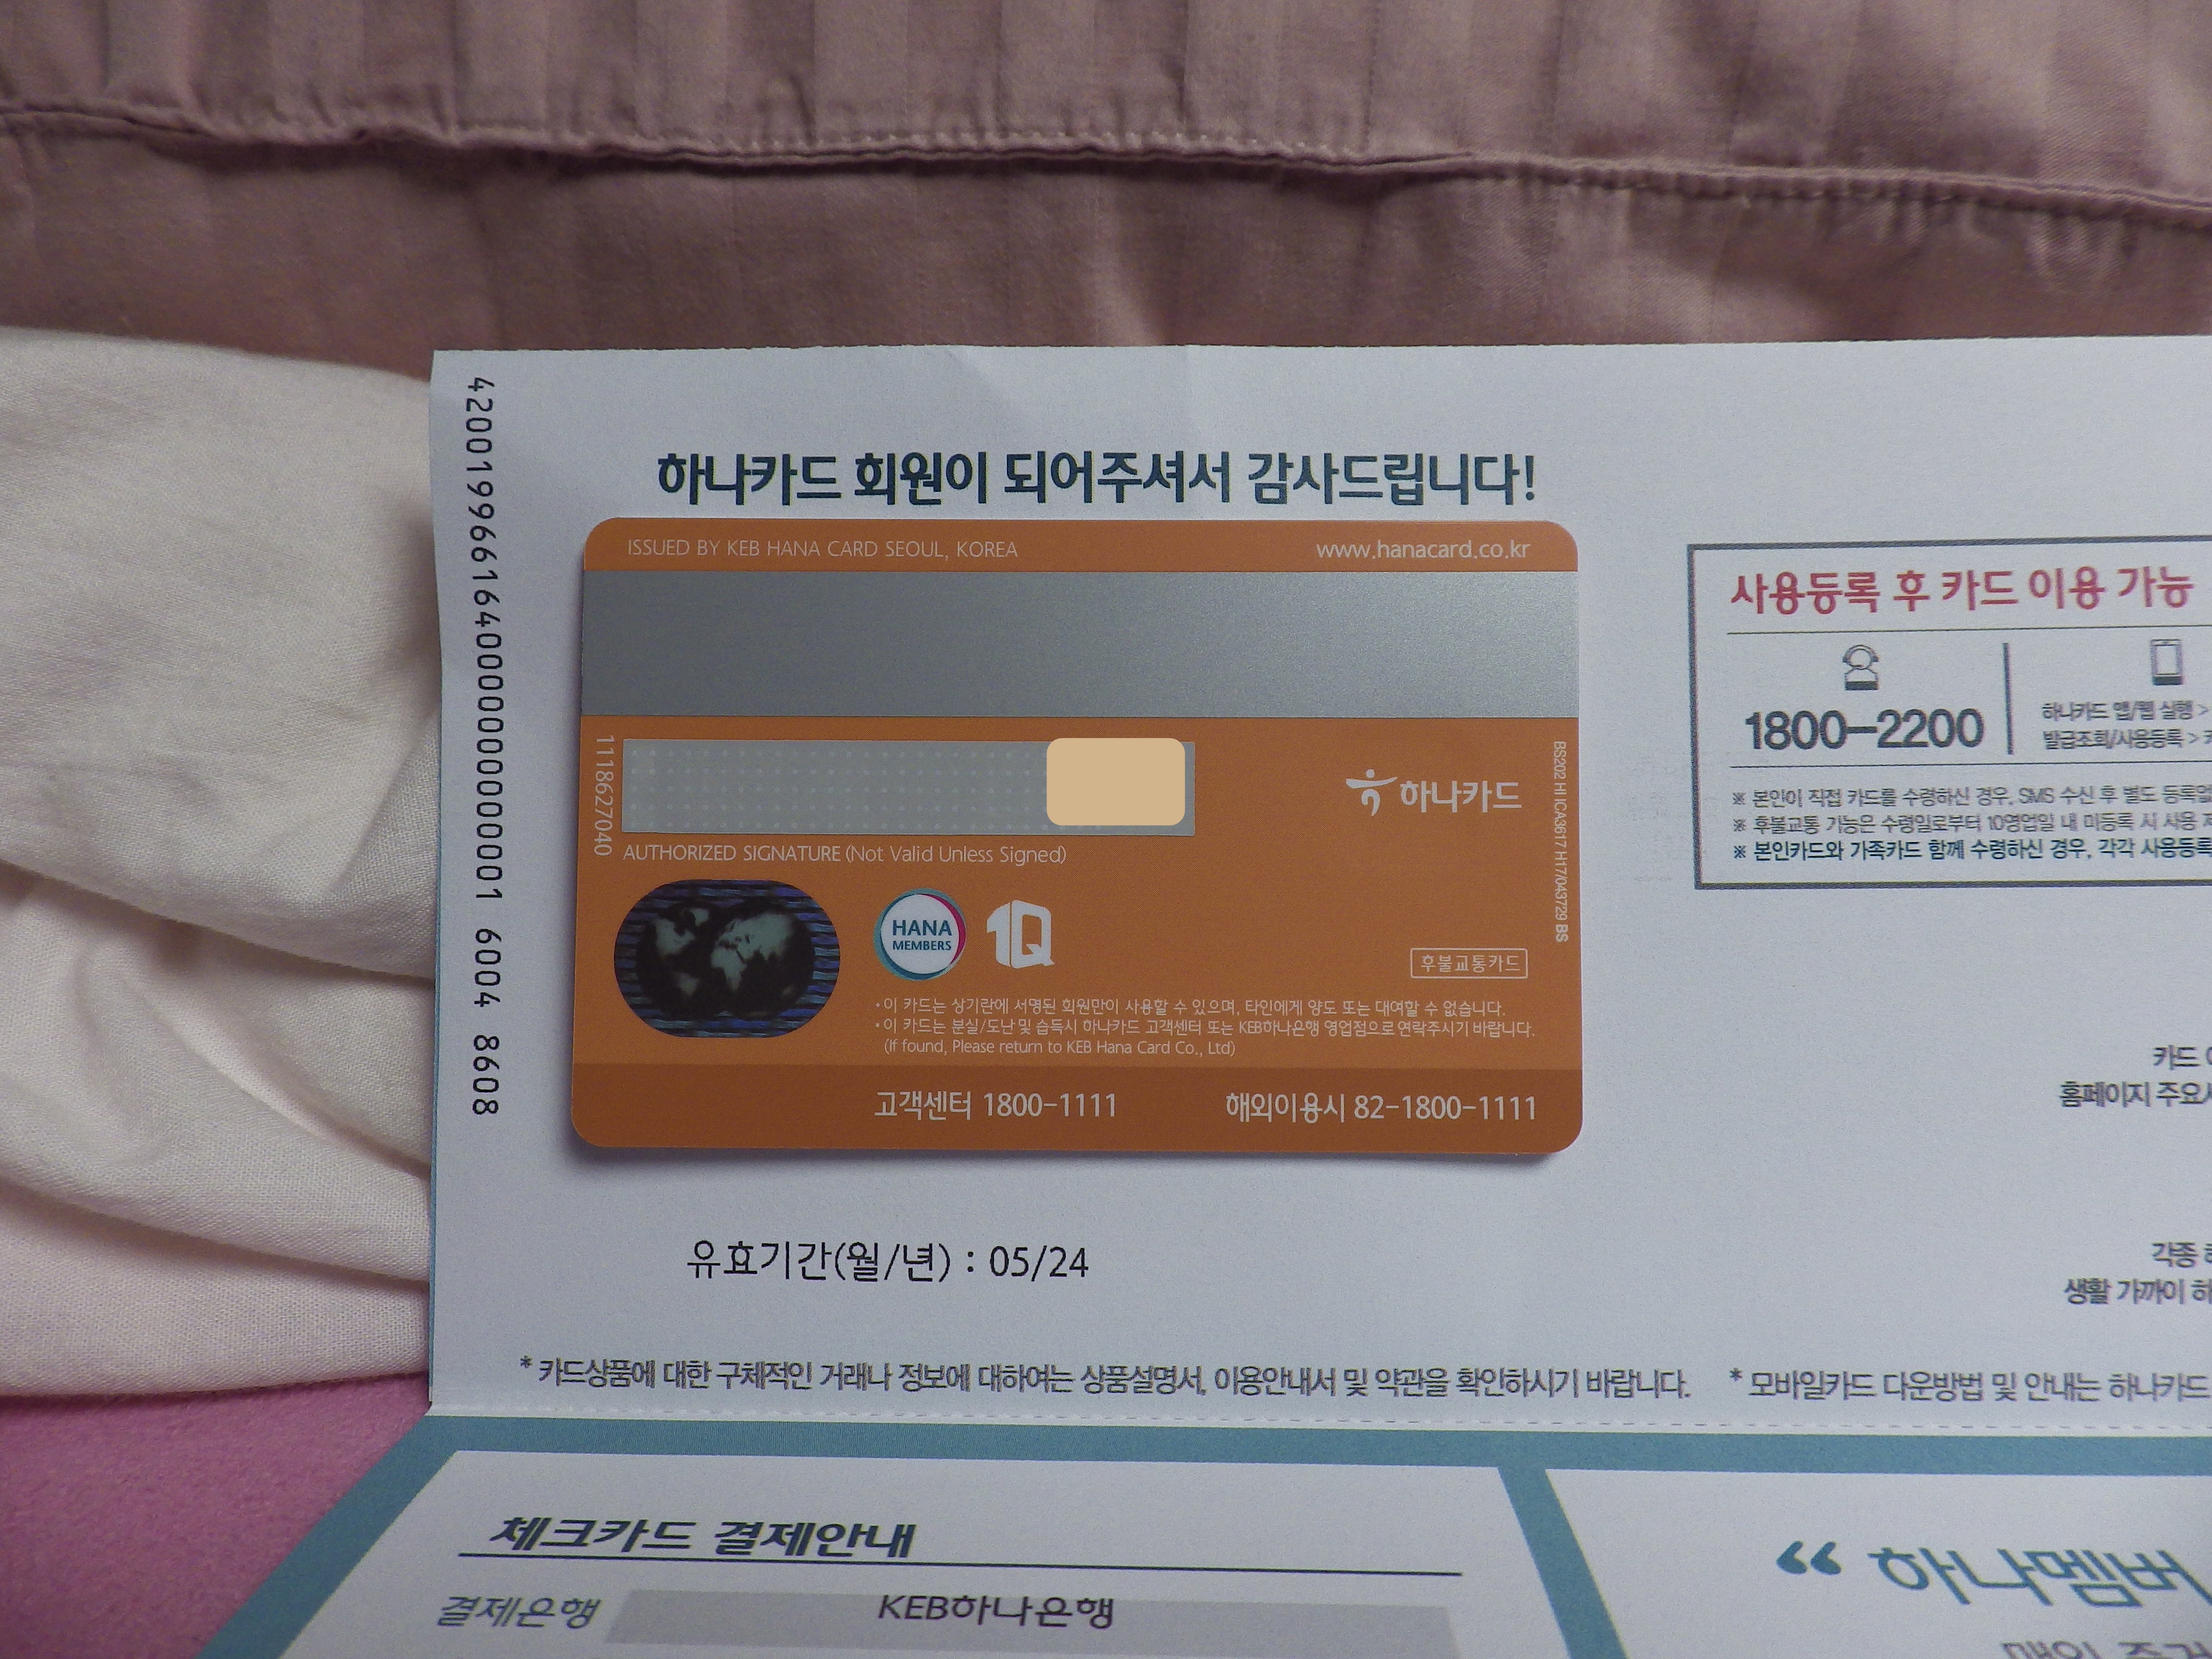 42001996616400000000000001 6004 8608
하나카드 회원이 되어주셔서 감사드립니다!
ISSUED BY KEB HANA CARD SEOUL, KOREA
www.hanacard.co.kr
1118627040
AUTHORIZED SIGNATURE (Not Valid Unless Signed)
하나카드
BS202 HI ICA3617 H17/043729 BS
HANA
MEMBERS
1Q
후불교통카드
•이 카드는 상기란에 서명된 회원만이 사용할 수 있으며, 타인에게 양도 또는 대여할 수 없습니다.
•이 카드는 분실/도난 및 습득시 하나카드 고객센터 또는 KEB하나은행 영업점으로 연락주시기 바랍니다.
(If found, Please return to KEB Hana Card Co., Ltd)
고객센터 1800-1111
해외이용시 82-1800-1111
유효기간(월/년) : 05/24
사용등록 후 카드 이용 가능
1800-2200
하나카드 앱/웹 실행 >
발급조회/사용등록 >
※ 본인이 직접 카드를 수령하신 경우, SMS 수신 후 별도
※ 후불교통 기능은 수령일로부터 10영업일 내 미등록 시 사용
※ 본인카드와 가족카드 함께 수령하신 경우, 각각 사용등록
카드
홈페이지
각종
생활 가까이
* 카드상품에 대한 구체적인 거래나 정보에 대하여는 상품설명서, 이용안내서 및 약관을 확인하시기 바랍니다.
* 모바일카드 다운방법 및 안내는 하나카드
체크카드 결제안내
결제은행
KEB하나은행
“ 하나멤버